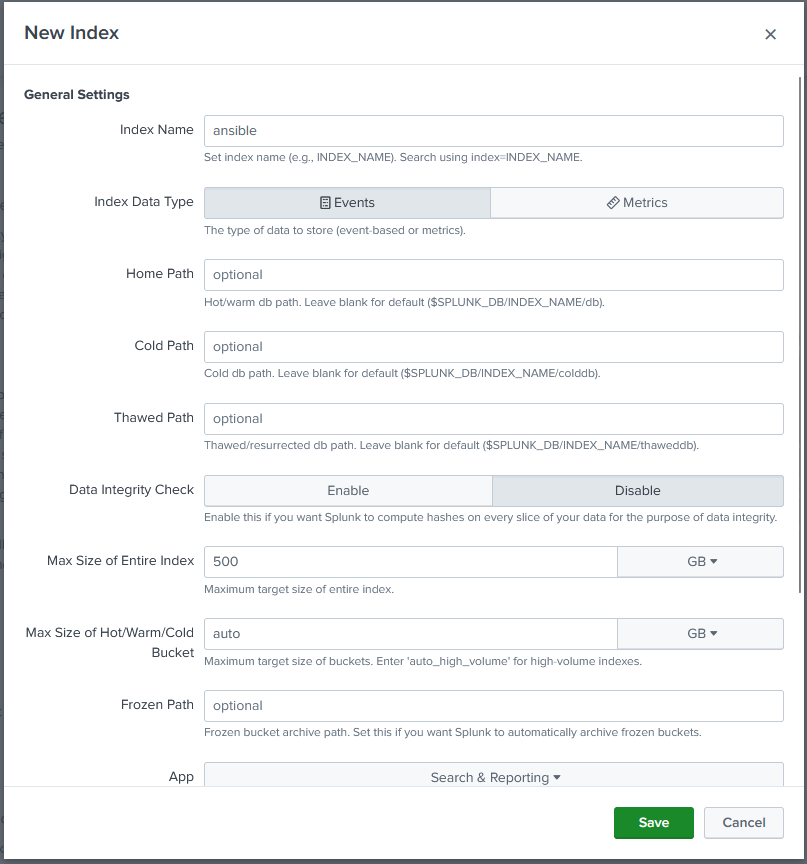 New Index
General Settings
Index Name
ansible
Set index name (e.g., INDEX_NAME). Search using index=INDEX_NAME.
Index Data Type
Events
Metrics
The type of data to store (event-based or metrics).
Home Path
optional
Hot/warm db path. Leave blank for default ($SPLUNK_DB/INDEX_NAME/db).
Cold Path
optional
Cold db path. Leave blank for default ($SPLUNK_DB/INDEX_NAME/colddb).
Thawed Path
optional
Thawed/resurrected db path. Leave blank for default ($SPLUNK_DB/INDEX_NAME/thaweddb).
Data Integrity Check
Enable
Disable
Enable this if you want Splunk to compute hashes on every slice of your data for the purpose of data integrity.
Max Size of Entire Index
500
GB
Maximum target size of entire index.
Max Size of Hot/Warm/Cold
Bucket
auto
GB
Maximum target size of buckets. Enter 'auto_high_volume' for high-volume indexes.
Frozen Path
optional
Frozen bucket archive path. Set this if you want Splunk to automatically archive frozen buckets.
App
Search & Reporting
Save
Cancel